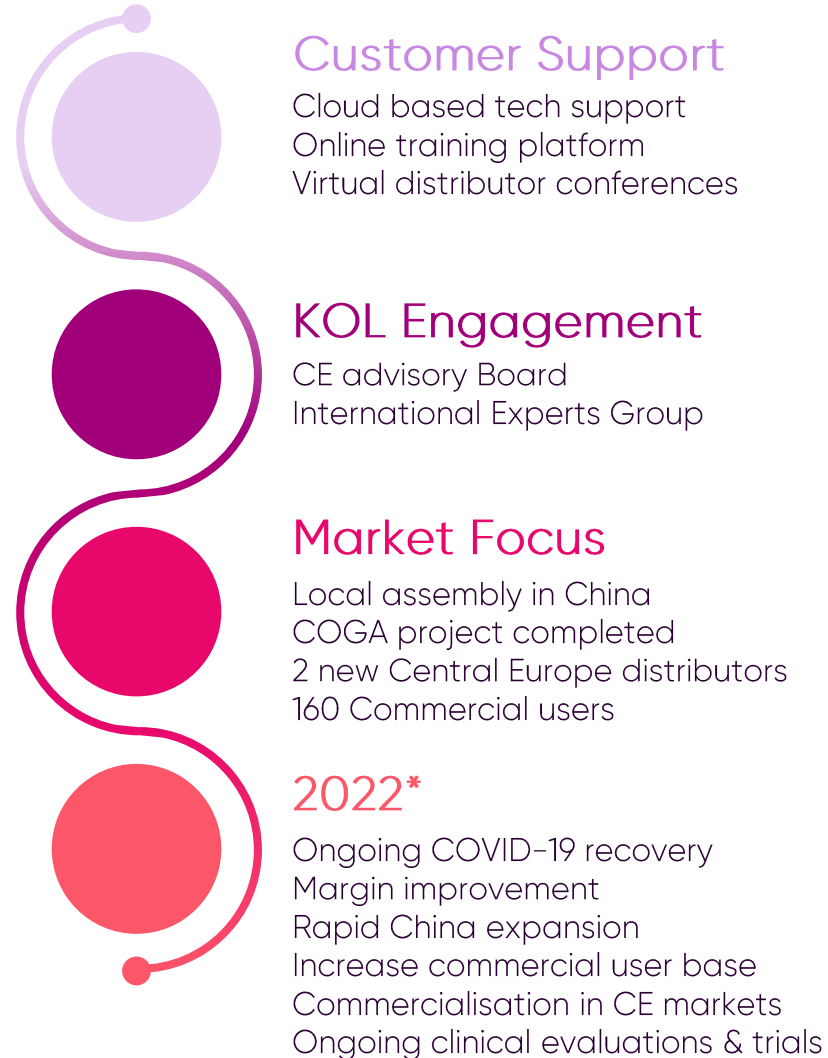 Customer Support
Cloud based tech support
Online training platform
Virtual distributor conferences
KOL Engagement
CE advisory Board
International Experts Group
Market Focus
Local assembly in China
COGA project completed
2 new Central Europe distributors
160 Commercial users
2022*
Ongoing COVID-19 recovery
Margin improvement
Rapid China expansion
Increase commercial user base
Commercialisation in CE markets
Ongoing clinical evaluations & trials